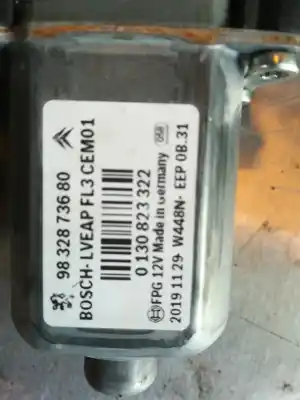 98 328 736 80
BOSCH- LVEAP FL3 CEM01
0 130 823 322
FPG 12V Made in Germany
2019 11 29 W448N- EEP 0B.31